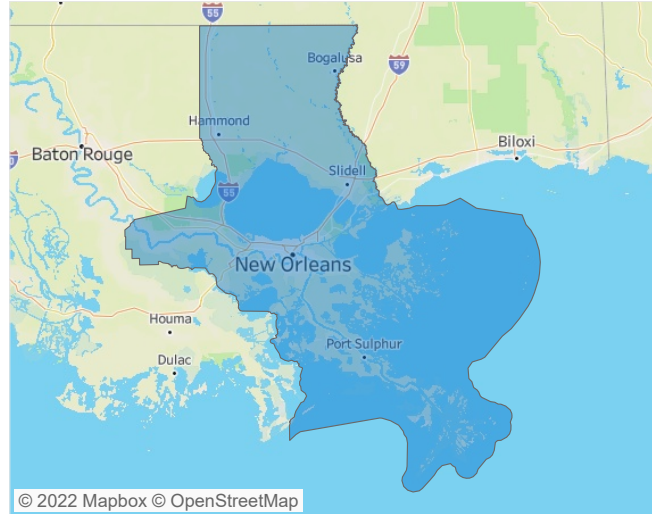 55
Bogalusa
59
Hammond
Biloxi
Baton Rouge
Slidell
55
New Orleans
Houma
Port Sulphur
Dulac
© 2022 Mapbox © OpenStreetMap